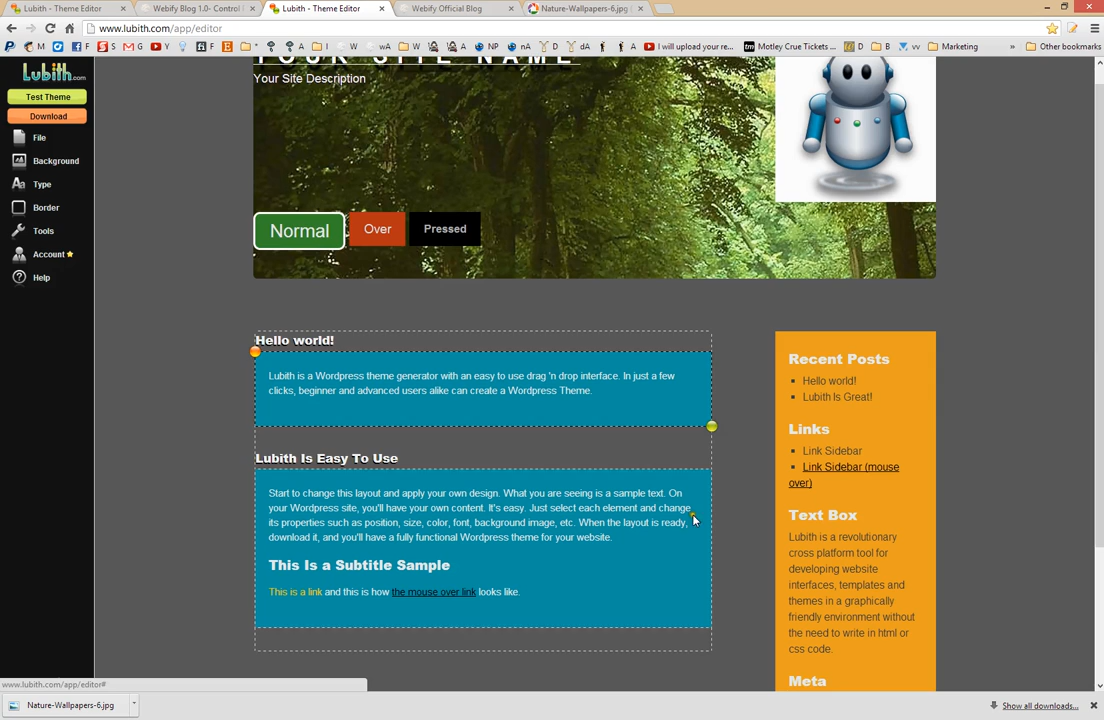 Lubith - Theme Editor
Webify Blog 1.0- Control
Lubith - Theme Editor
Webify Official Blog
Nature-Wallpapers-6.jpg
www.lubith.com/app/editor
M
F
S
M
Y
F
E
A
I
W
wA
W
A
A
NP
nA
D
dA
f
A
I will upload your re...
Motley Crue Tickets ...
D
B
vv
Marketing
»
Other bookmarks
Lubith.com
Test Theme
Download
File
Background
Aa Type
Border
Tools
Account
Help
YOUR SITE NAME
Your Site Description
Normal
Over
Pressed
Hello world!
Lubith is a Wordpress theme generator with an easy to use drag 'n drop interface. In just a few
clicks, beginner and advanced users alike can create a Wordpress Theme.
Lubith Is Easy To Use
Start to change this layout and apply your own design. What you are seeing is a sample text. On
your Wordpress site, you'll have your own content. It's easy. Just select each element and change
its properties such as position, size, color, font, background image, etc. When the layout is ready,
download it, and you'll have a fully functional Wordpress theme for your website.
This Is a Subtitle Sample
This is a link and this is how the mouse over link looks like.
Recent Posts
Hello world!
Lubith Is Great!
Links
Link Sidebar
Link Sidebar (mouse
over)
Text Box
Lubith is a revolutionary
cross platform tool for
developing website
interfaces, templates and
themes in a graphically
friendly environment without
the need to write in html or
css code.
Meta
www.lubith.com/app/editor#
Nature-Wallpapers-6.jpg
Show all downloads...